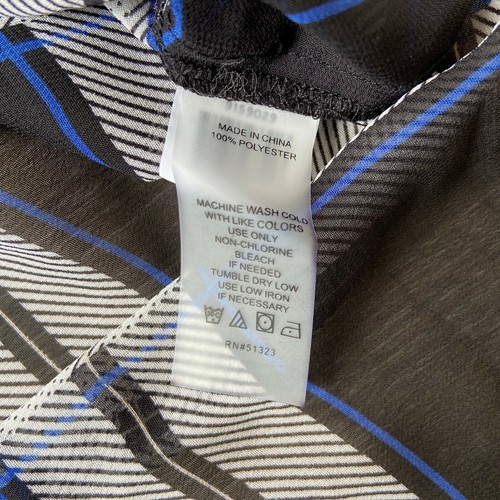 MADE IN CHINA
100% POLYESTER
MACHINE WASH COLD
WITH LIKE COLORS
USE ONLY
NON-CHLORINE
BLEACH
IF NEEDED
TUMBLE DRY LOW
USE LOW IRON
IF NECESSARY
RN#51323